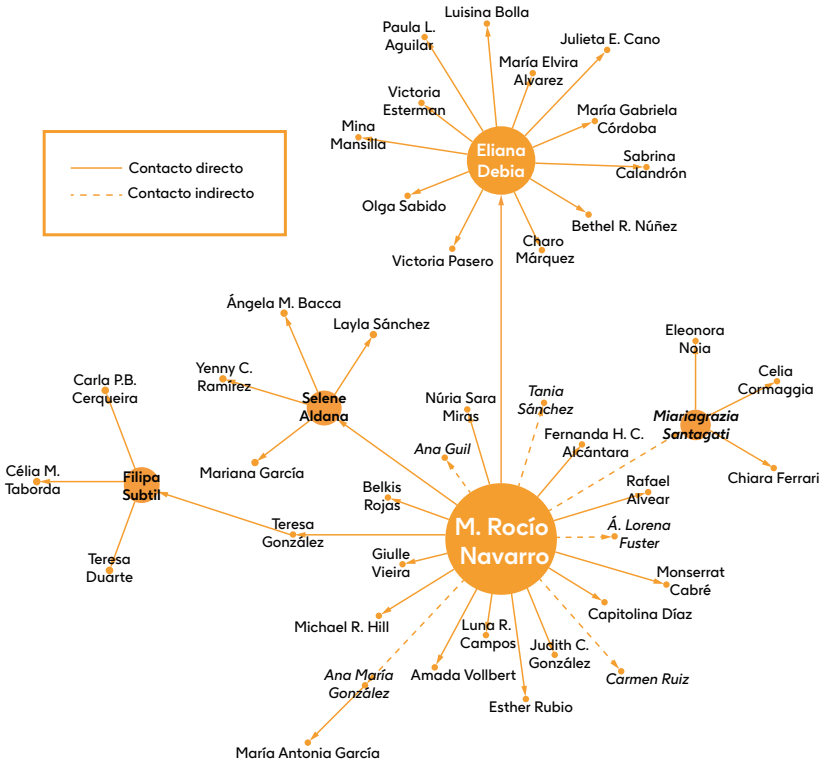 Luisina Bolla
Paula L.
Aguilar
Julieta E. Cano
María Elvira
Alvarez
Victoria
Esterman
María Gabriela
Córdoba
Mina
Mansilla
Eliana
Debia
Sabrina
Calandrón
Contacto directo
Contacto indirecto
Olga Sabido
Bethel R. Núñez
Charo
Márquez
Victoria Pasero
Ángela M. Bacca
Layla Sánchez
Eleonora
Noia
Yenny C.
Ramírez
Celia
Cormaggia
Carla P.B.
Cerqueira
Selene
Aldana
Núria Sara
Miras
Tania
Sánchez
Miariagrazia
Santagati
Fernanda H. C.
Alcántara
Ana Guil
Mariana García
Chiara Ferrari
Célia M.
Taborda
Filipa
Subtil
Belkis
Rojas
Rafael
Alvear
Teresa
González
M. Rocío
Navarro
Á. Lorena
Fuster
Giulle
Vieira
Teresa
Duarte
Monserrat
Cabré
Capitolina Díaz
Michael R. Hill
Luna R.
Campos
Judith C.
González
Ana María
González
Amada Vollbert
Carmen Ruiz
Esther Rubio
María Antonia García